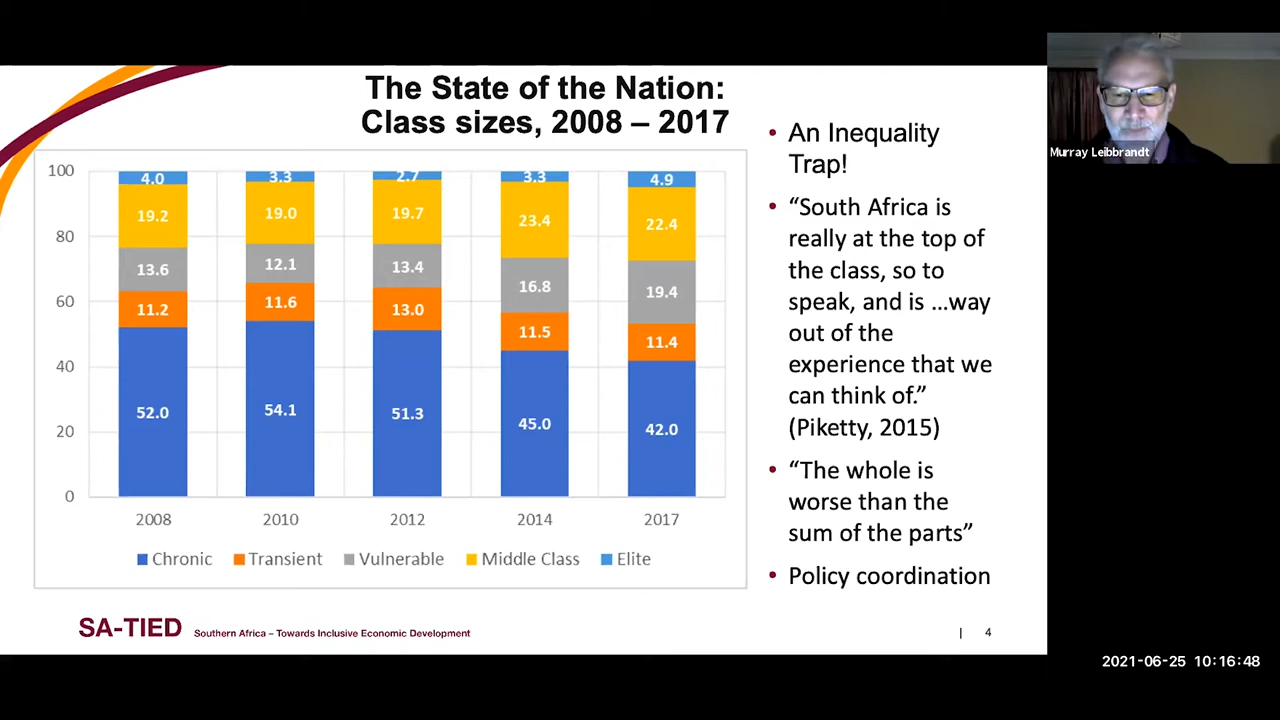 The State of the Nation:
Class sizes, 2008 – 2017
100
80
60
40
20
0
4.0
19.2
13.6
11.2
52.0
3.3
19.0
12.1
11.6
54.1
2.7
19.7
13.4
13.0
51.3
3.3
23.4
16.8
11.5
45.0
4.9
22.4
19.4
11.4
42.0
2008 2010 2012 2014 2017
Chronic Transient Vulnerable Middle Class Elite
• An Inequality
Trap!
• “South Africa is
really at the top of
the class, so to
speak, and is …way
out of the
experience that we
can think of.”
(Piketty, 2015)
• “The whole is
worse than the
sum of the parts”
• Policy coordination
SA-TIED Southern Africa – Towards Inclusive Economic Development
| 4
Murray Leibbrandt
2021-06-25 10:16:48